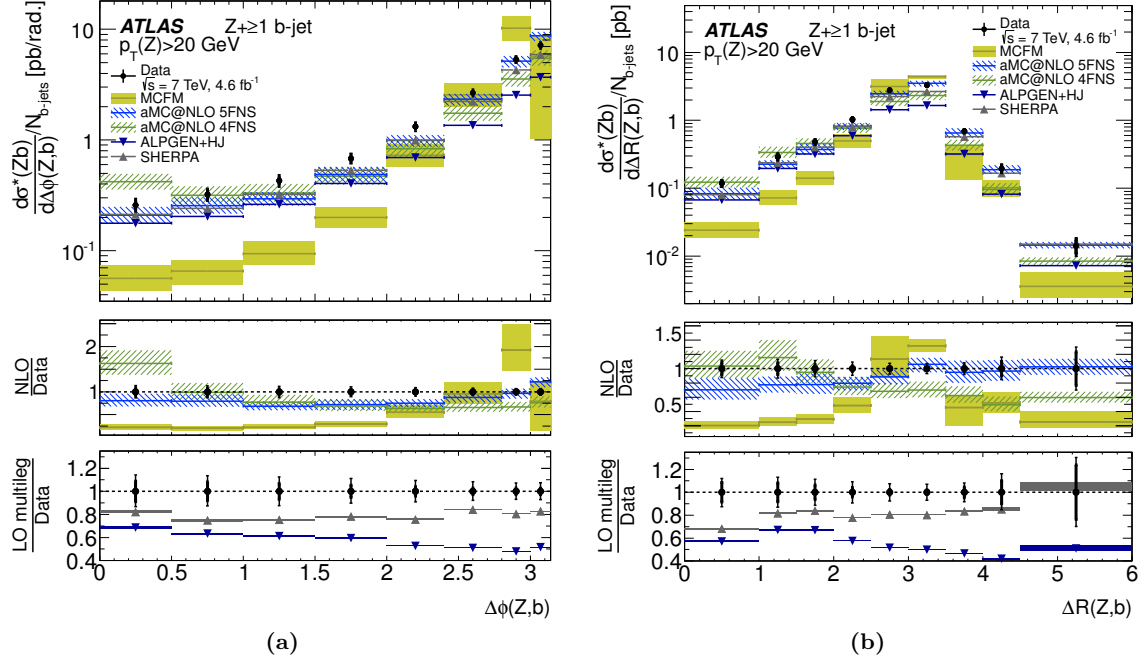 ATLAS Z+≥1 b-jet
p_T(Z)>20 GeV
Data
√s = 7 TeV, 4.6 fb⁻¹
MCFM
aMC@NLO 5FNS
aMC@NLO 4FNS
ALPGEN+HJ
SHERPA
dσ*(Zb)/dΔϕ(Z,b) /N_b-jets [pb/rad.]
10
1
10⁻¹
NLO
Data
2
1
LO multileg
Data
1.2
1
0.8
0.6
0.4
0 0.5 1 1.5 2 2.5 3
Δϕ(Z,b)
(a)
ATLAS Z+≥1 b-jet
p_T(Z)>20 GeV
Data
√s = 7 TeV, 4.6 fb⁻¹
MCFM
aMC@NLO 5FNS
aMC@NLO 4FNS
ALPGEN+HJ
SHERPA
dσ*(Zb)/dΔR(Z,b) /N_b-jets [pb]
10²
10
1
10⁻¹
10⁻²
NLO
Data
1.5
1
0.5
LO multileg
Data
1.2
1
0.8
0.6
0.4
0 1 2 3 4 5 6
ΔR(Z,b)
(b)